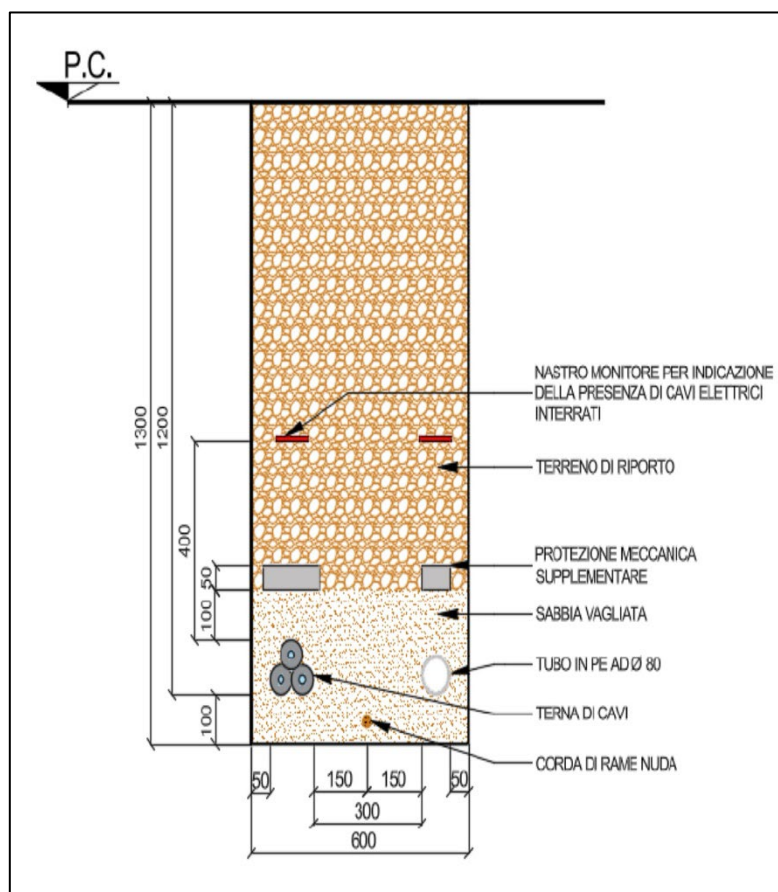 P.C.
NASTRO MONITORE PER INDICAZIONE
DELLA PRESENZA DI CAVI ELETTRICI
INTERRATI
1300
1200
400
TERRENO DI RIPORTO
PROTEZIONE MECCANICA
SUPPLEMENTARE
50
SABBIA VAGLIATA
100
TUBO IN PE AD Ø 80
TERNA DI CAVI
100
CORDA DI RAME NUDA
50 150 150 50
300
600